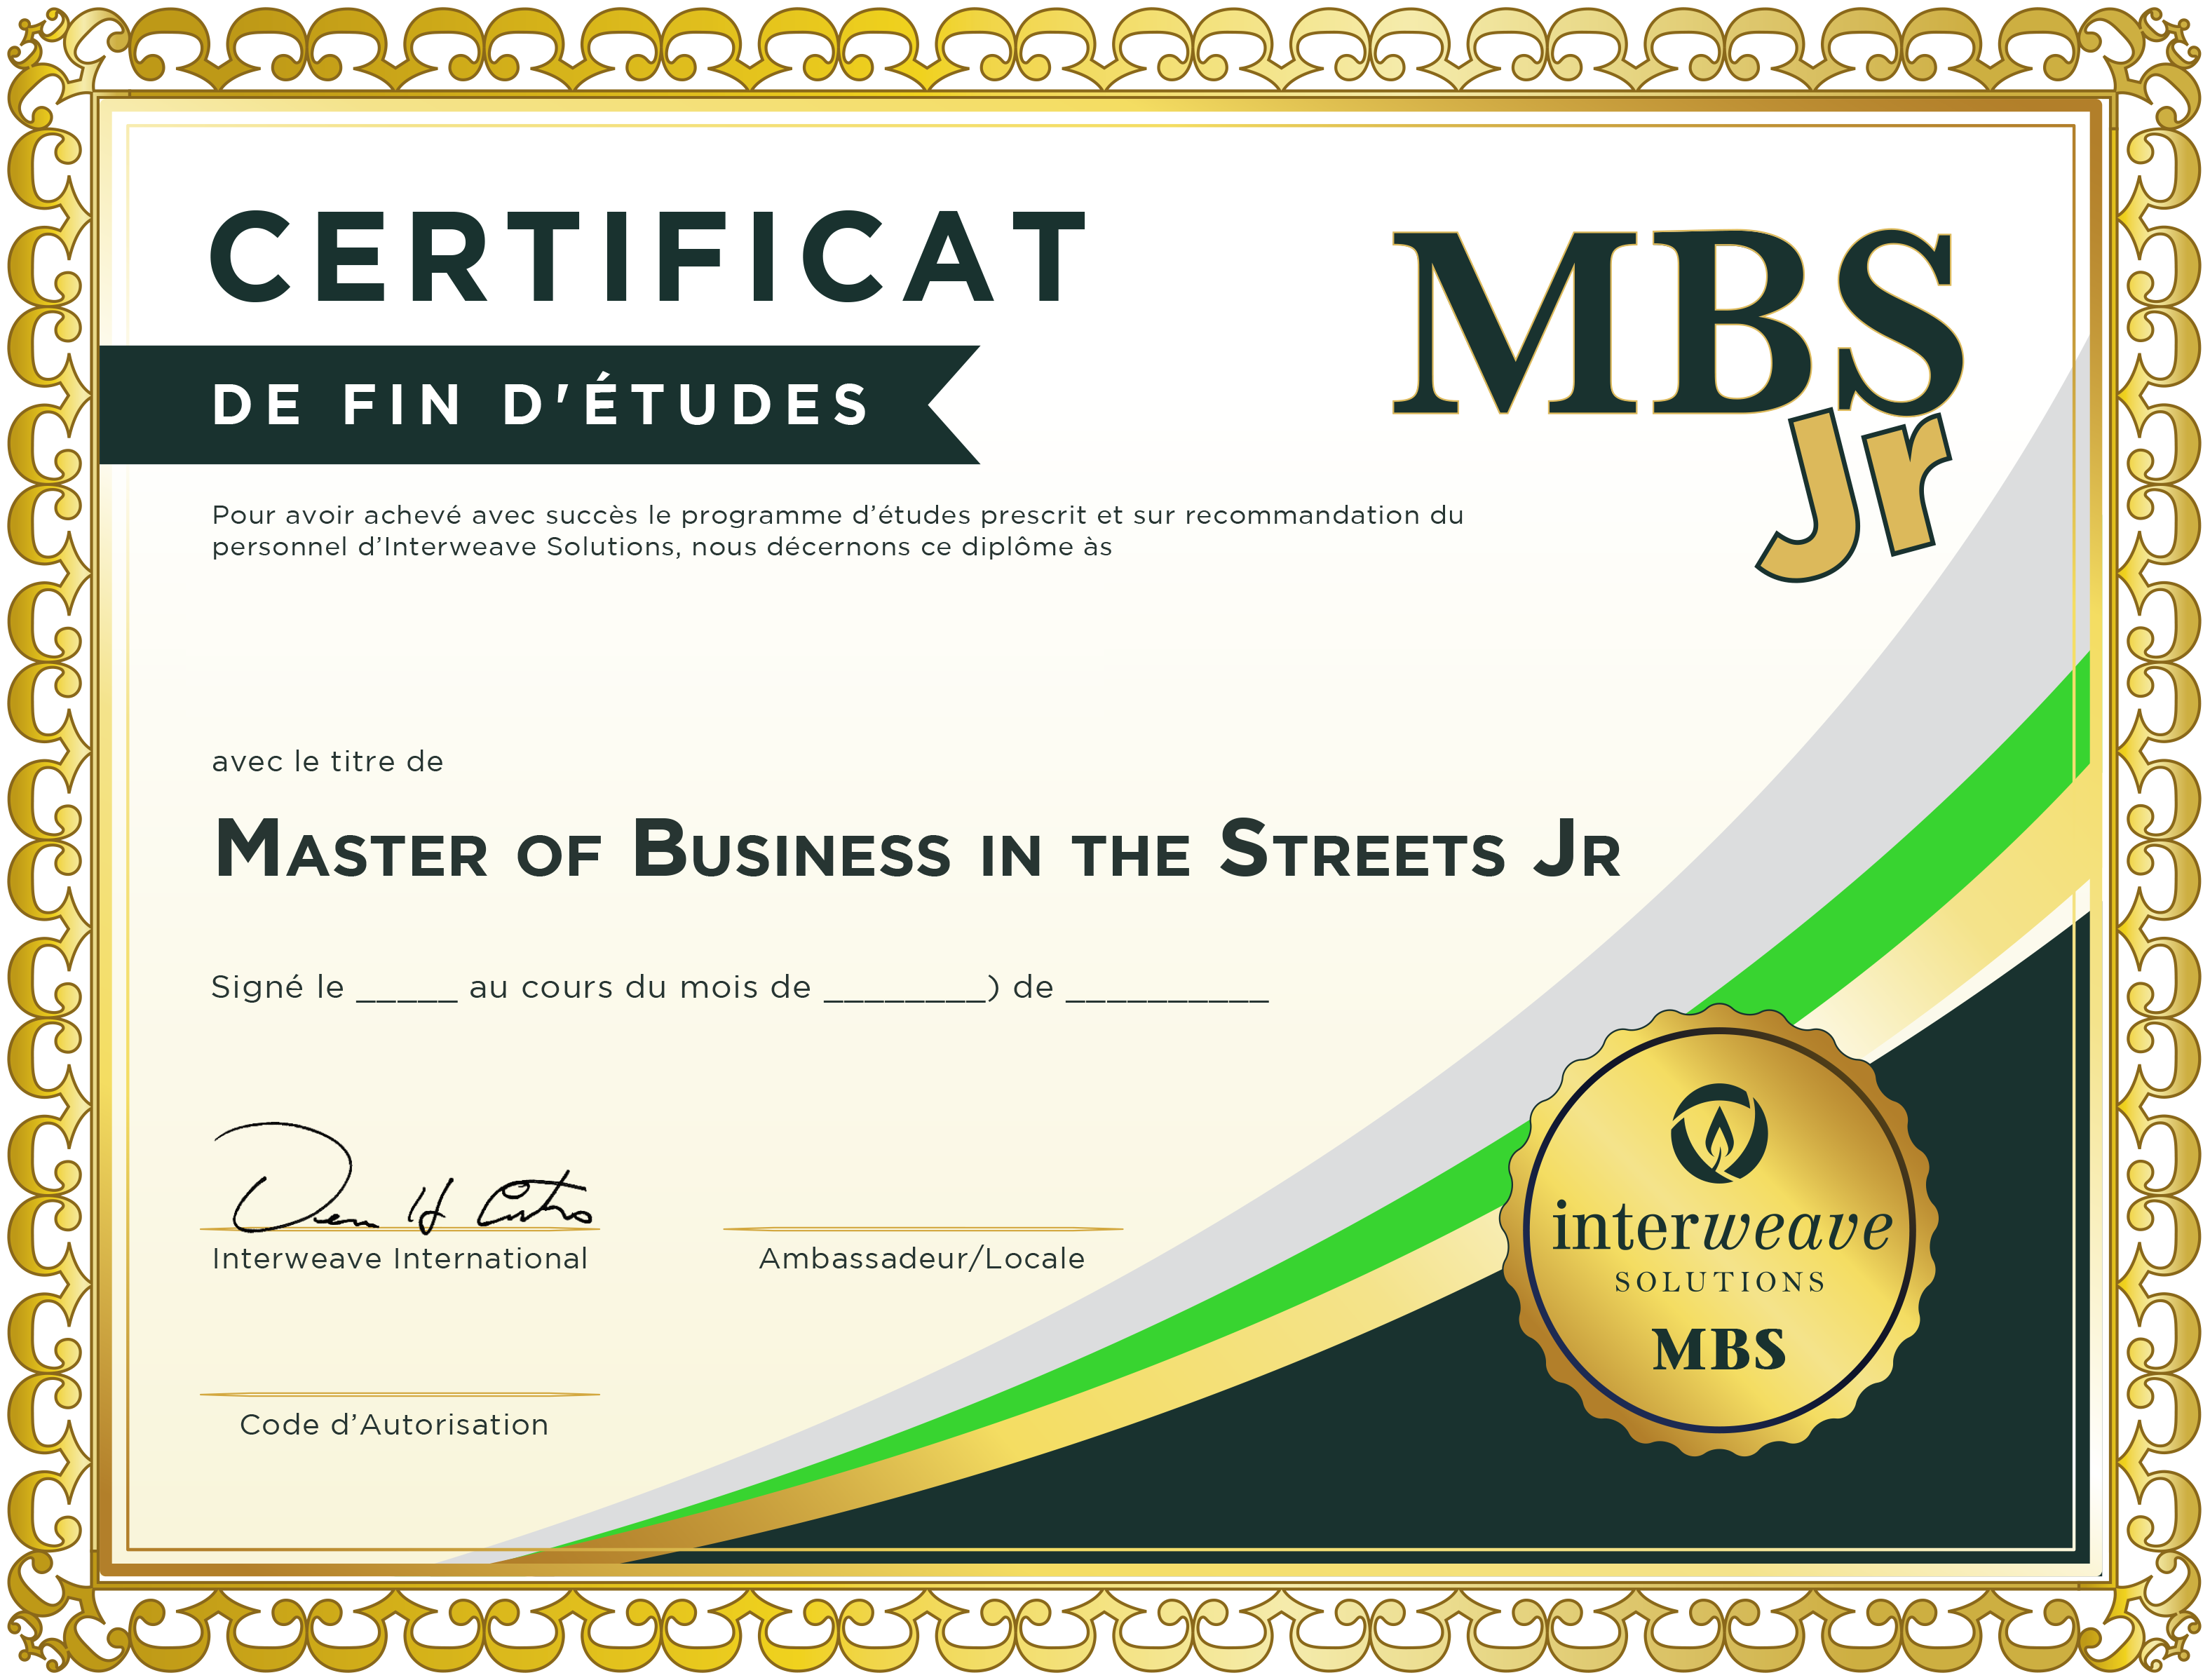 CERTIFICAT
MBS
Jr
DE FIN D'ÉTUDES
Pour avoir achevé avec succès le programme d’études prescrit et sur recommandation du
personnel d’Interweave Solutions, nous décernons ce diplôme às
avec le titre de
Master of Business in the Streets Jr
Signé le _____ au cours du mois de ________) de __________
Interweave International
Ambassadeur/Locale
Code d’Autorisation
interweave
SOLUTIONS
MBS